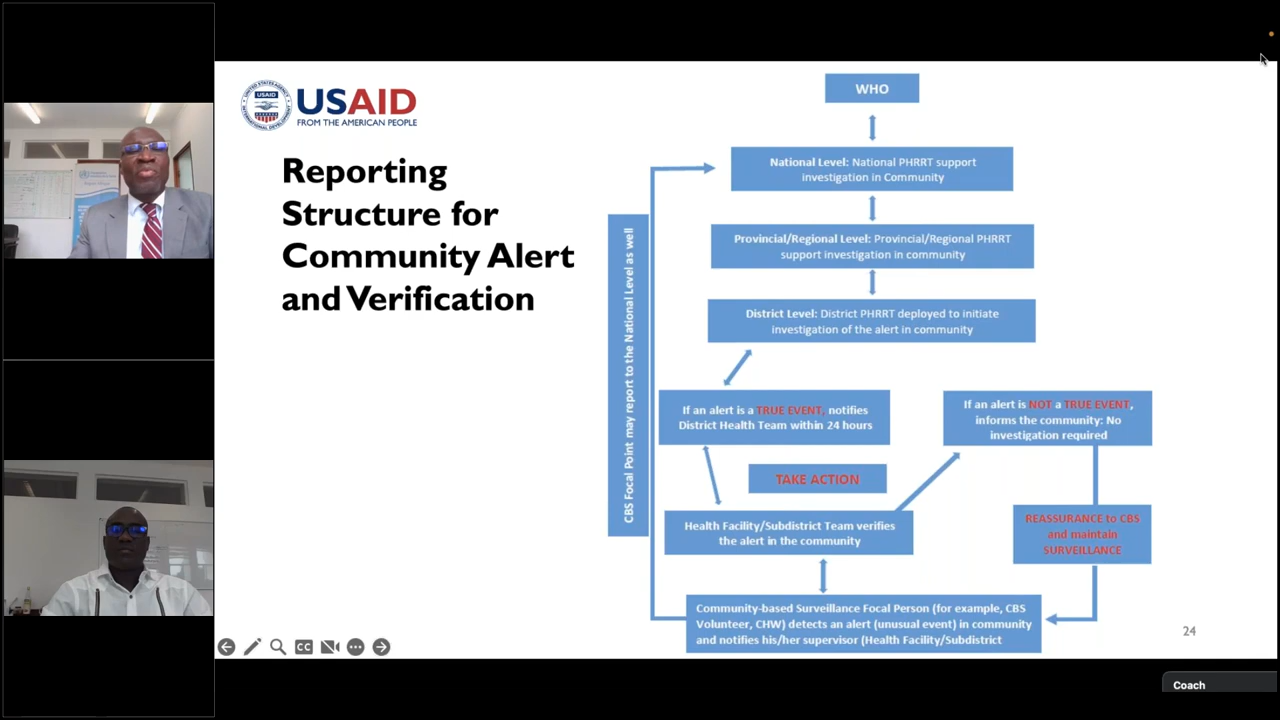 USAID
FROM THE AMERICAN PEOPLE
Reporting
Structure for
Community Alert
and Verification
WHO
National Level: National PHRRT support
investigation in Community
Provincial/Regional Level: Provincial/Regional PHRRT
support investigation in community
District Level: District PHRRT deployed to initiate
investigation of the alert in community
CBS Focal Point may report to the National Level as well
If an alert is a TRUE EVENT, notifies
District Health Team within 24 hours
If an alert is NOT a TRUE EVENT,
informs the community: No
investigation required
TAKE ACTION
Health Facility/Subdistrict Team verifies
the alert in the community
REASSURANCE to CBS
and maintain
SURVEILLANCE
Community-based Surveillance Focal Person (for example, CBS
Volunteer, CHW) detects an alert (unusual event) in community
and notifies his/her supervisor (Health Facility/Subdistrict
CC
24
Coach